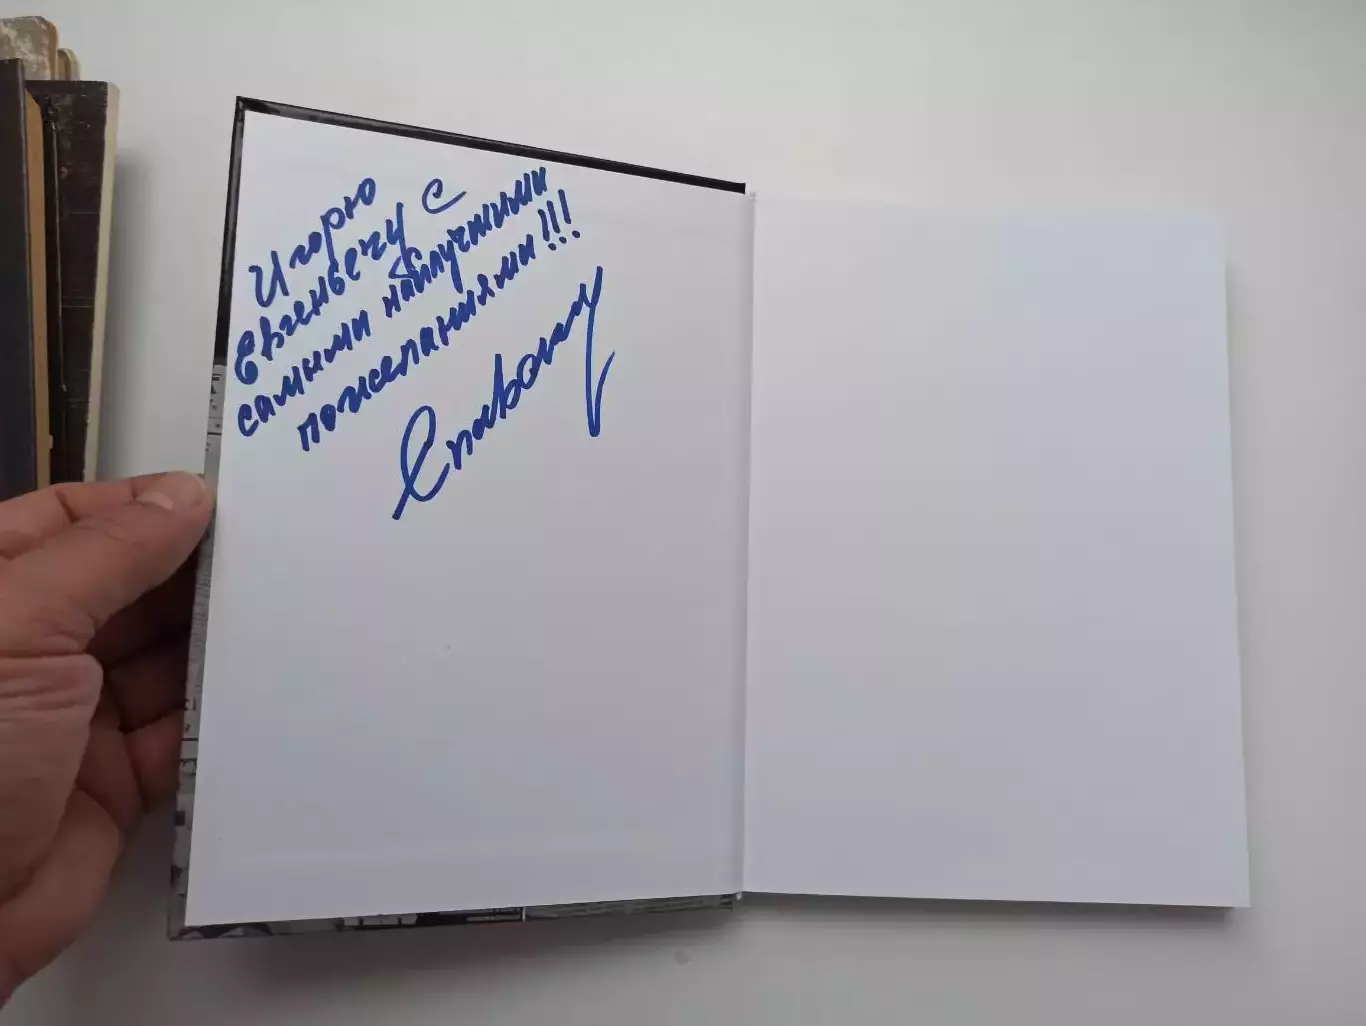 Игорю
Евгеньевичу с
самыми наилучшими
пожеланиями!!!